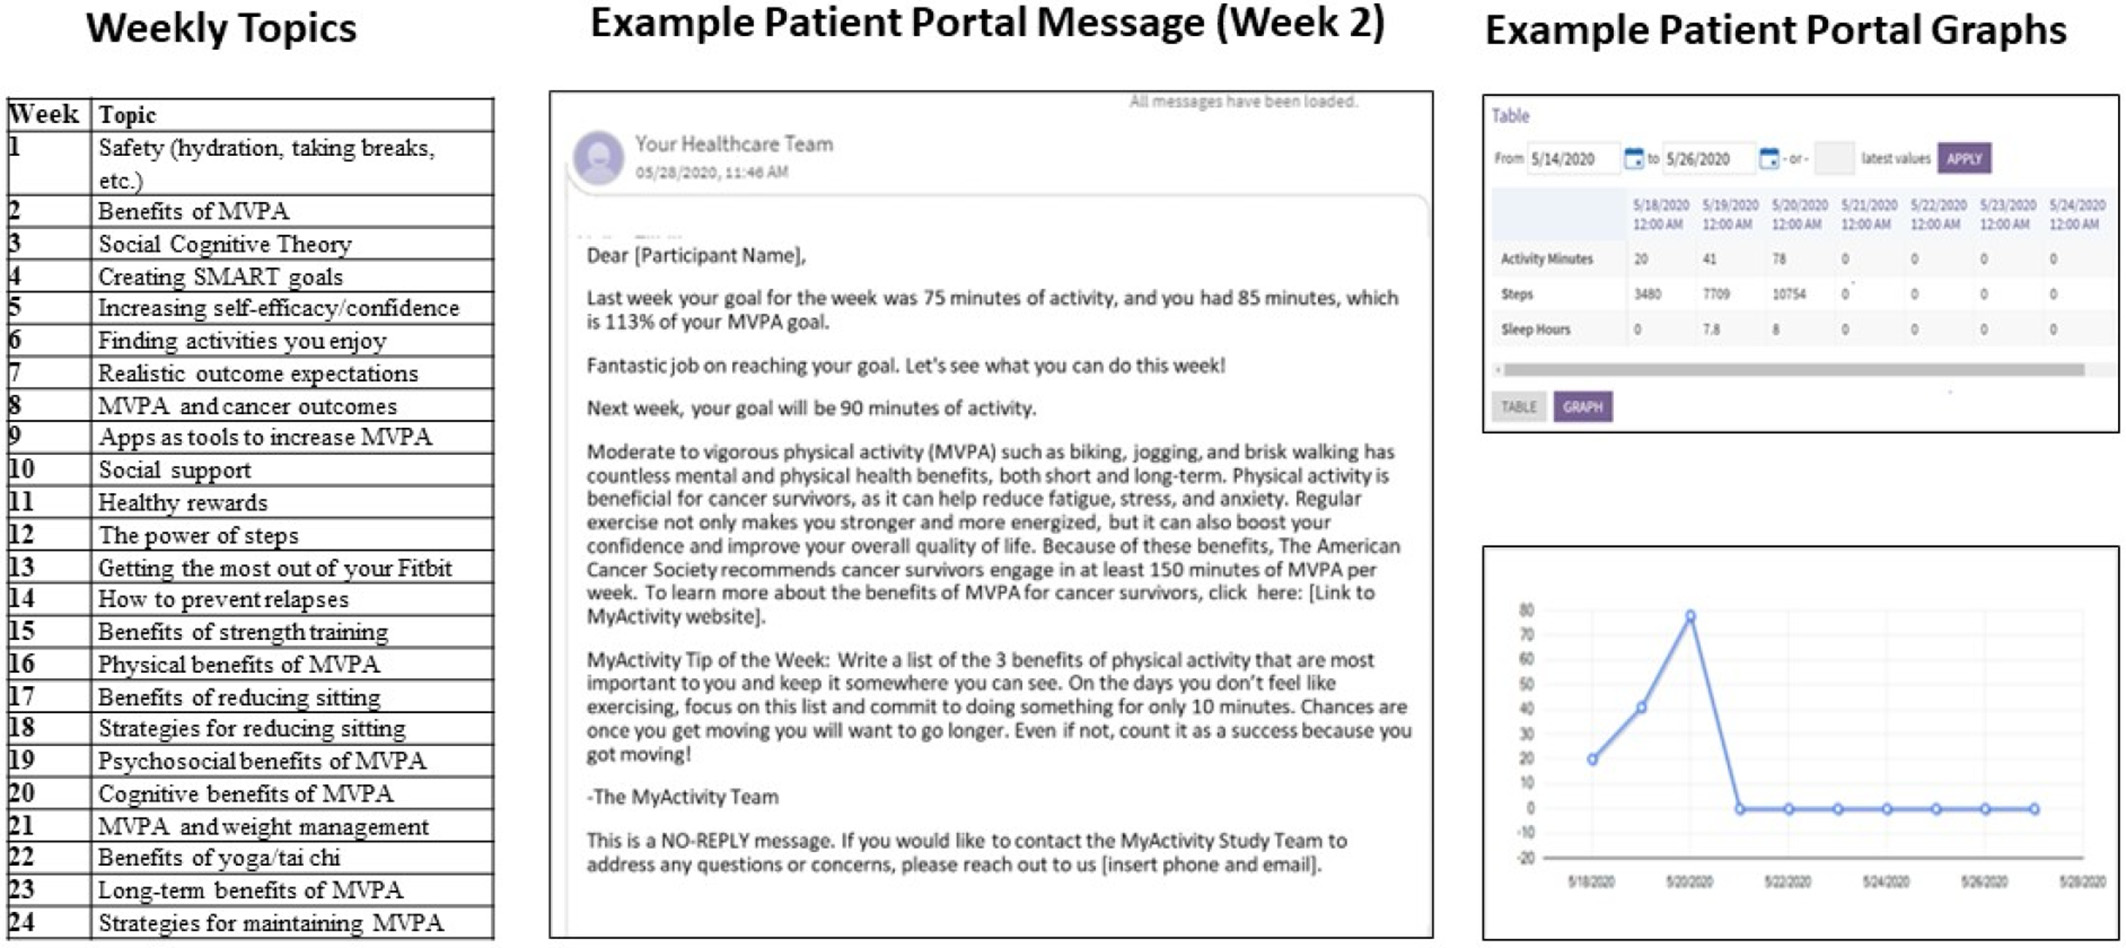 Weekly Topics
Week Topic
1 Safety (hydration, taking breaks,
etc.)
2 Benefits of MVPA
3 Social Cognitive Theory
4 Creating SMART goals
5 Increasing self-efficacy/confidence
6 Finding activities you enjoy
7 Realistic outcome expectations
8 MVPA and cancer outcomes
9 Apps as tools to increase MVPA
10 Social support
11 Healthy rewards
12 The power of steps
13 Getting the most out of your Fitbit
14 How to prevent relapses
15 Benefits of strength training
16 Physical benefits of MVPA
17 Benefits of reducing sitting
18 Strategies for reducing sitting
19 Psychosocial benefits of MVPA
20 Cognitive benefits of MVPA
21 MVPA and weight management
22 Benefits of yoga/tai chi
23 Long-term benefits of MVPA
24 Strategies for maintaining MVPA
Example Patient Portal Message (Week 2)
All messages have been loaded.
Your Healthcare Team
05/28/2020, 11:46 AM
Dear [Participant Name],
Last week your goal for the week was 75 minutes of activity, and you had 85 minutes, which
is 113% of your MVPA goal.
Fantastic job on reaching your goal. Let's see what you can do this week!
Next week, your goal will be 90 minutes of activity.
Moderate to vigorous physical activity (MVPA) such as biking, jogging, and brisk walking has
countless mental and physical health benefits, both short and long-term. Physical activity is
beneficial for cancer survivors, as it can help reduce fatigue, stress, and anxiety. Regular
exercise not only makes you stronger and more energized, but it can also boost your
confidence and improve your overall quality of life. Because of these benefits, The American
Cancer Society recommends cancer survivors engage in at least 150 minutes of MVPA per
week. To learn more about the benefits of MVPA for cancer survivors, click here: [Link to
MyActivity website].
MyActivity Tip of the Week: Write a list of the 3 benefits of physical activity that are most
important to you and keep it somewhere you can see. On the days you don't feel like
exercising, focus on this list and commit to doing something for only 10 minutes. Chances are
once you get moving you will want to go longer. Even if not, count it as a success because you
got moving!
-The MyActivity Team
This is a NO-REPLY message. If you would like to contact the MyActivity Study Team to
address any questions or concerns, please reach out to us [insert phone and email].
Example Patient Portal Graphs
Table
From 5/14/2020 to 5/26/2020 - or - latest values APPLY
5/18/2020 5/19/2020 5/20/2020 5/21/2020 5/22/2020 5/23/2020 5/24/2020
12:00 AM 12:00 AM 12:00 AM 12:00 AM 12:00 AM 12:00 AM 12:00 AM
Activity Minutes 20 41 78 0 0 0 0
Steps 3480 7709 10754 0 0 0 0
Sleep Hours 0 7.8 8 0 0 0 0
TABLE GRAPH
80
70
60
50
40
30
20
10
0
-10
-20
5/18/2020 5/20/2020 5/22/2020 5/24/2020 5/26/2020 5/28/2020